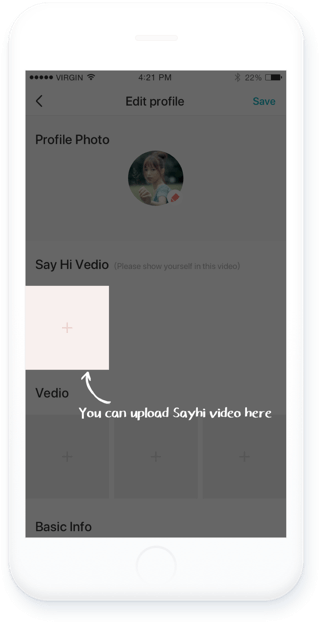 VIRGIN 4:21 PM 22%
Edit profile Save
Profile Photo
Say Hi Vedio (Please show yourself in this video)
Vedio
You can upload Sayhi video here
Basic Info